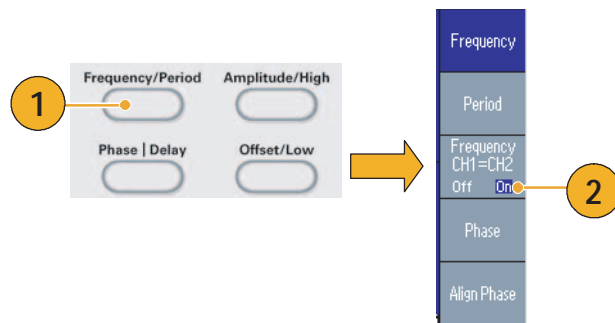 1
Frequency/Period
Amplitude/High
Phase | Delay
Offset/Low
Frequency
Period
Frequency
CH1=CH2
Off On
2
Phase
Align Phase